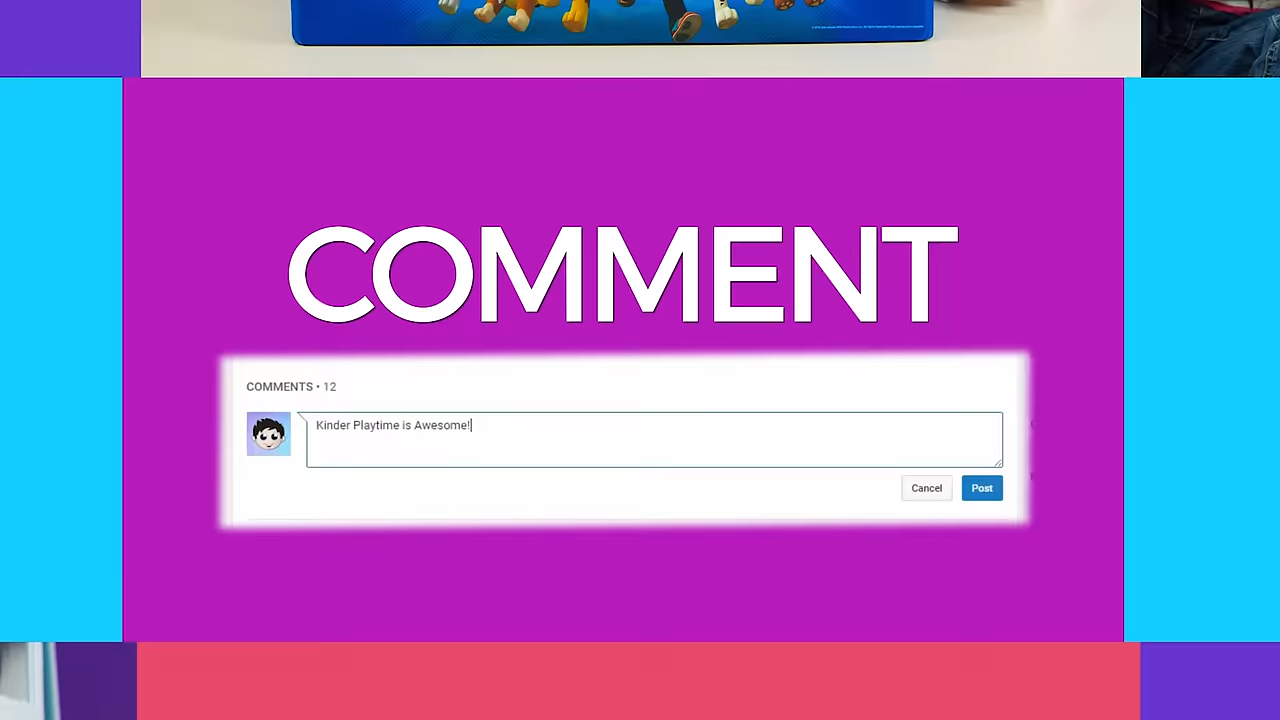 COMMENT
COMMENTS • 12
Kinder Playtime is Awesome!
Cancel
Post